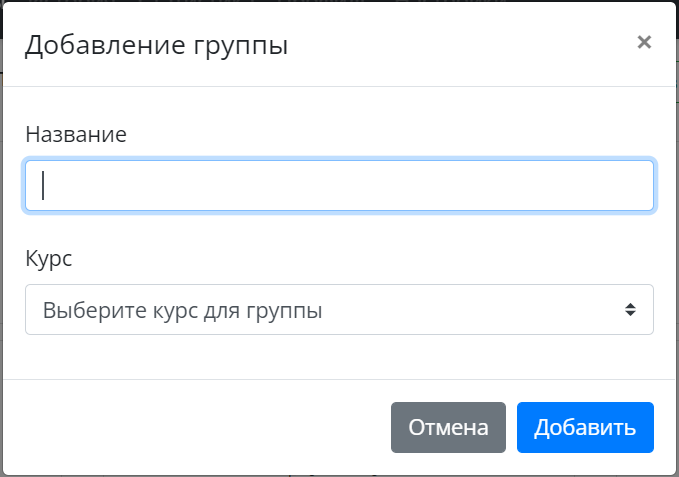 Добавление группы
×
Название
Курс
Выберите курс для группы
Отмена
Добавить